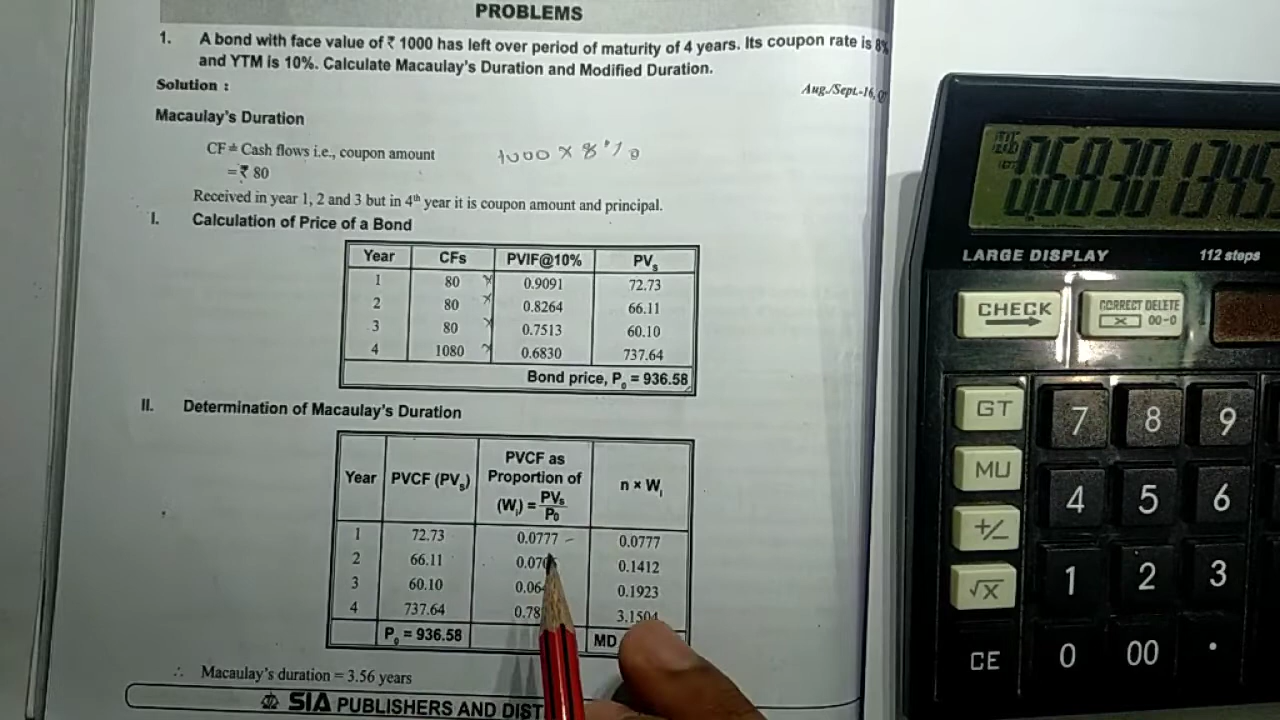 PROBLEMS
1. A bond with face value of ₹ 1000 has left over period of maturity of 4 years. Its coupon rate is 8%
and YTM is 10%. Calculate Macaulay's Duration and Modified Duration.
Solution :
Aug./Sept.-16,
Macaulay's Duration
CF = Cash flows i.e., coupon amount
1000 × 8%
= ₹ 80
Received in year 1, 2 and 3 but in 4th year it is coupon amount and principal.
I. Calculation of Price of a Bond
Year CFs PVIF@10% PVs
1 80 × 0.9091 72.73
2 80 × 0.8264 66.11
3 80 × 0.7513 60.10
4 1080 × 0.6830 737.64
Bond price, P0 = 936.58
II. Determination of Macaulay's Duration
Year PVCF (PVs) PVCF as Proportion of (Wi) = PVs/P0 n × Wi
1 72.73 0.0777 0.0777
2 66.11 0.1412
3 60.10 0.1923
4 737.64 3.1504
P0 = 936.58 MD
∴ Macaulay's duration = 3.56 years
SIA PUBLISHERS AND DIST
LARGE DISPLAY 112 steps
CHECK → CORRECT DELETE × 00→0
GT 7 8 9
MU 4 5 6
+/− 1 2 3
√X
CE 0 00 .